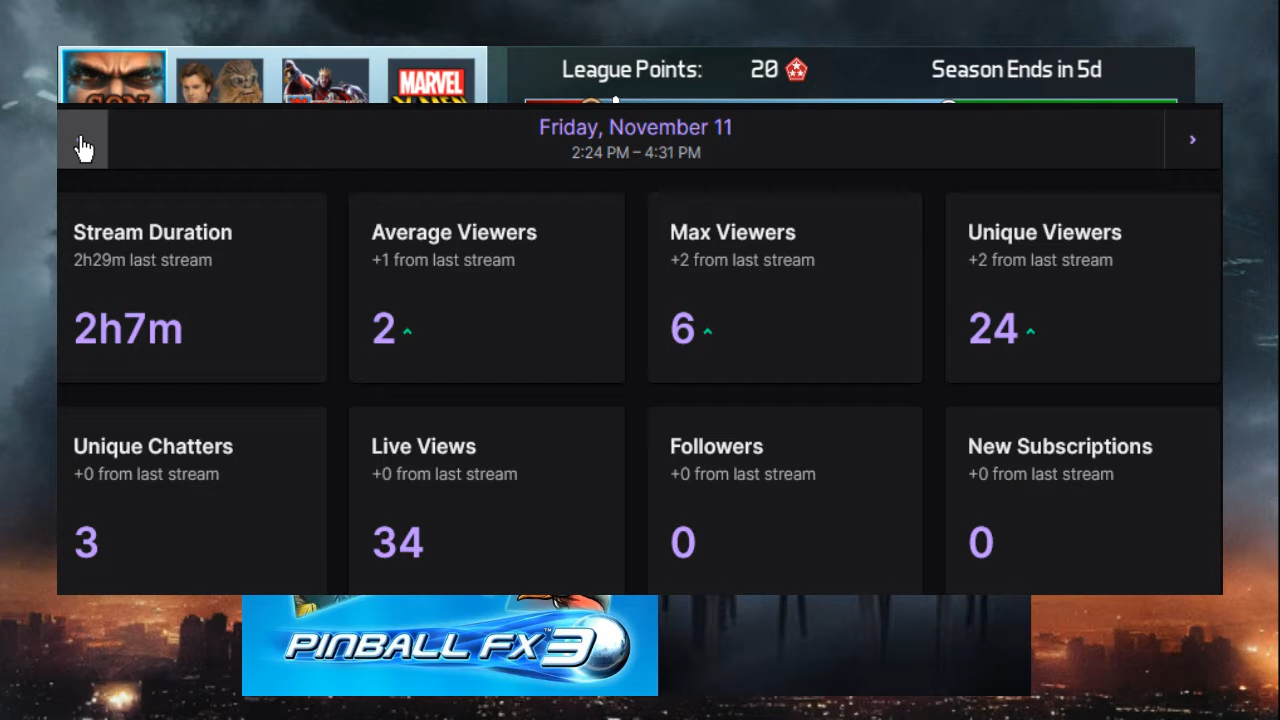 League Points: 20 Season Ends in 5d
MARVEL
Friday, November 11
2:24 PM – 4:31 PM
Stream Duration
2h29m last stream
2h7m
Average Viewers
+1 from last stream
2
Max Viewers
+2 from last stream
6
Unique Viewers
+2 from last stream
24
Unique Chatters
+0 from last stream
3
Live Views
+0 from last stream
34
Followers
+0 from last stream
0
New Subscriptions
+0 from last stream
0
PINBALL FX3™